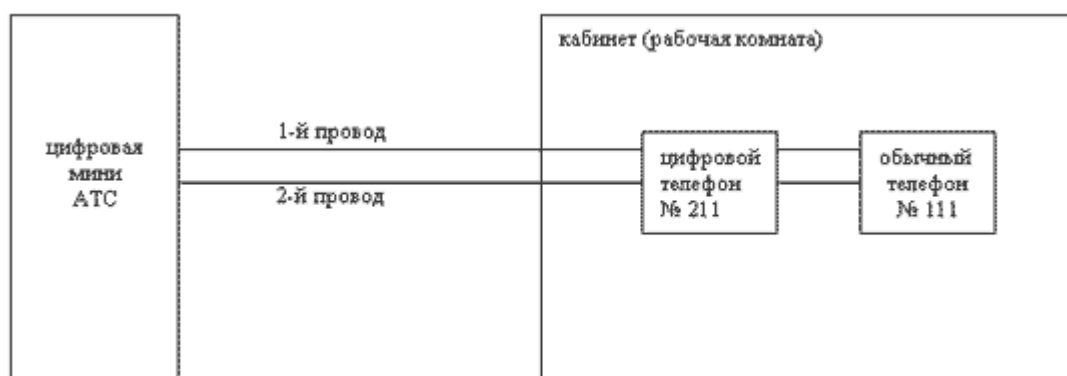 кабинет (рабочая комната)
1-й провод
цифровая
мини
АТС
2-й провод
цифровой
телефон
№ 211
обычный
телефон
№ 111